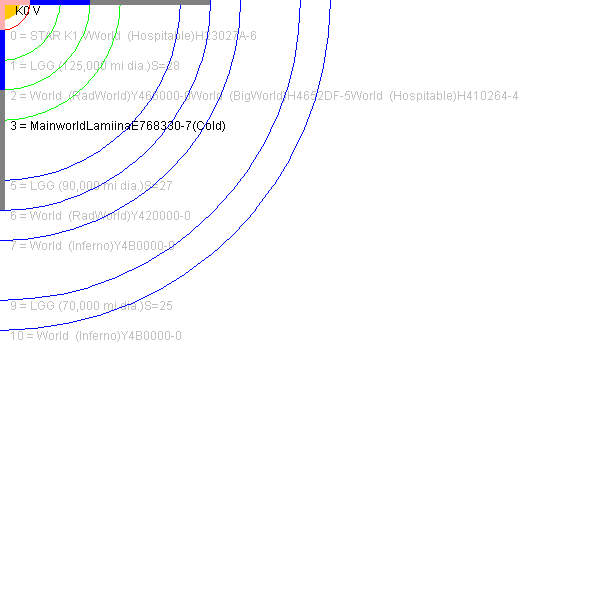 K0 V
0 = STAR K1 VWorld (Hospitable)H13027A-6
1 = LGG (125,000 mi dia.)S=28
2 = World (RadWorld)Y463000-0World (BigWorld)H4652DF-5World (Hospitable)H410264-4
3 = MainworldLamiinaE768330-7(Cold)
5 = LGG (90,000 mi dia.)S=27
6 = World (RadWorld)Y420000-0
7 = World (Inferno)Y4B0000-0
9 = LGG (70,000 mi dia.)S=25
10 = World (Inferno)Y4B0000-0